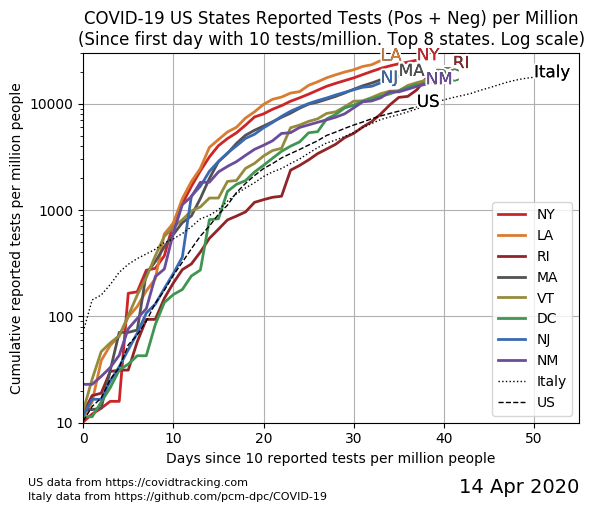 COVID-19 US States Reported Tests (Pos + Neg) per Million
(Since first day with 10 tests/million. Top 8 states. Log scale)
Cumulative reported tests per million people
10000
1000
100
10
LA
NY
RI
MA
NJ
NM
Italy
US
NY
LA
RI
MA
VT
DC
NJ
NM
Italy
US
0
10
20
30
40
50
Days since 10 reported tests per million people
US data from https://covidtracking.com
Italy data from https://github.com/pcm-dpc/COVID-19
14 Apr 2020